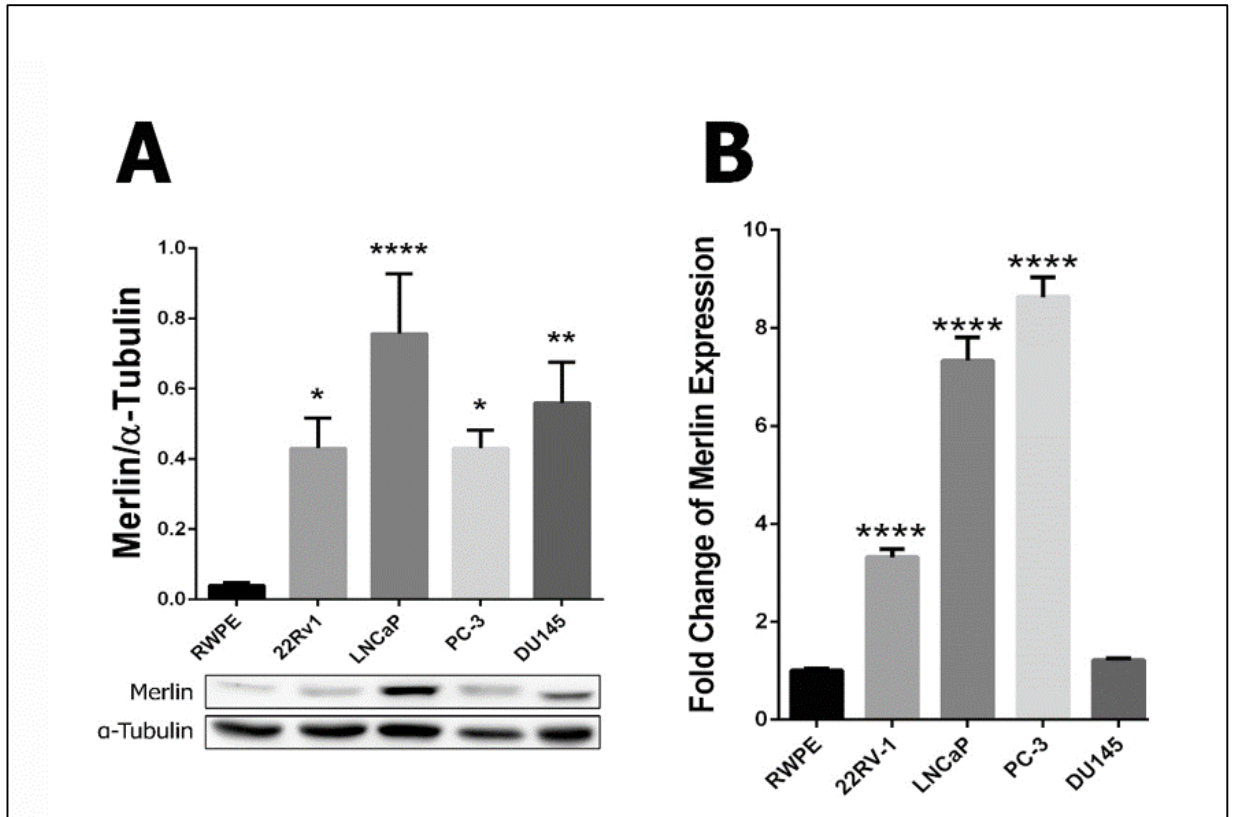 A
Merlin/α-Tubulin
1.0
0.8
0.6
0.4
0.2
0.0
****
*
*
**
RWPE
22Rv1
LNCaP
PC-3
DU145
Merlin
α-Tubulin
B
Fold Change of Merlin Expression
10
8
6
4
2
0
****
****
****
RWPE
22RV-1
LNCaP
PC-3
DU145